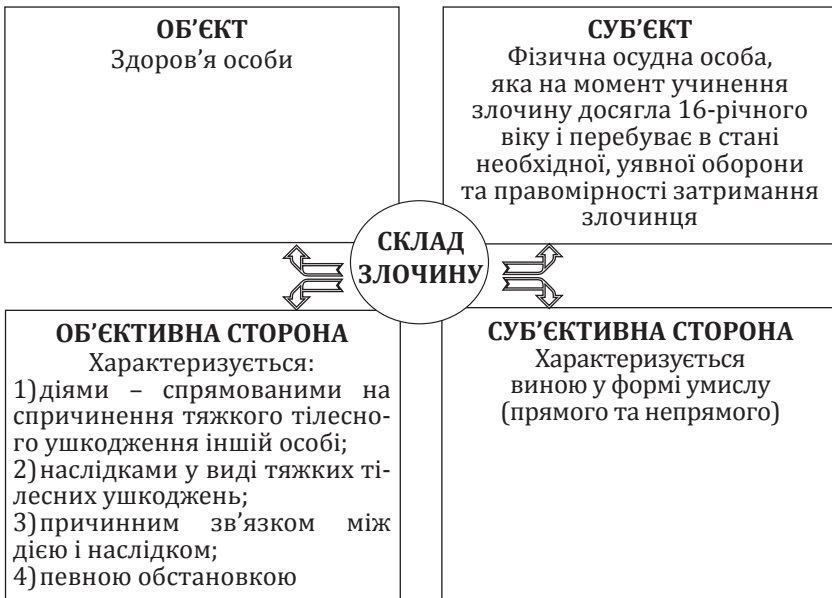 ОБ’ЄКТ
Здоров’я особи
СУБ’ЄКТ
Фізична осудна особа,
яка на момент учинення
злочину досягла 16-річного
віку і перебуває в стані
необхідної, уявної оборони
та правомірності затримання
злочинця
СКЛАД
ЗЛОЧИНУ
ОБ’ЄКТИВНА СТОРОНА
Характеризується:
1)діями – спрямованими на
спричинення тяжкого тілесно-
го ушкодження іншій особі;
2)наслідками у виді тяжких ті-
лесних ушкоджень;
3)причинним зв’язком між
дією і наслідком;
4)певною обстановкою
СУБ’ЄКТИВНА СТОРОНА
Характеризується
виною у формі умислу
(прямого та непрямого)